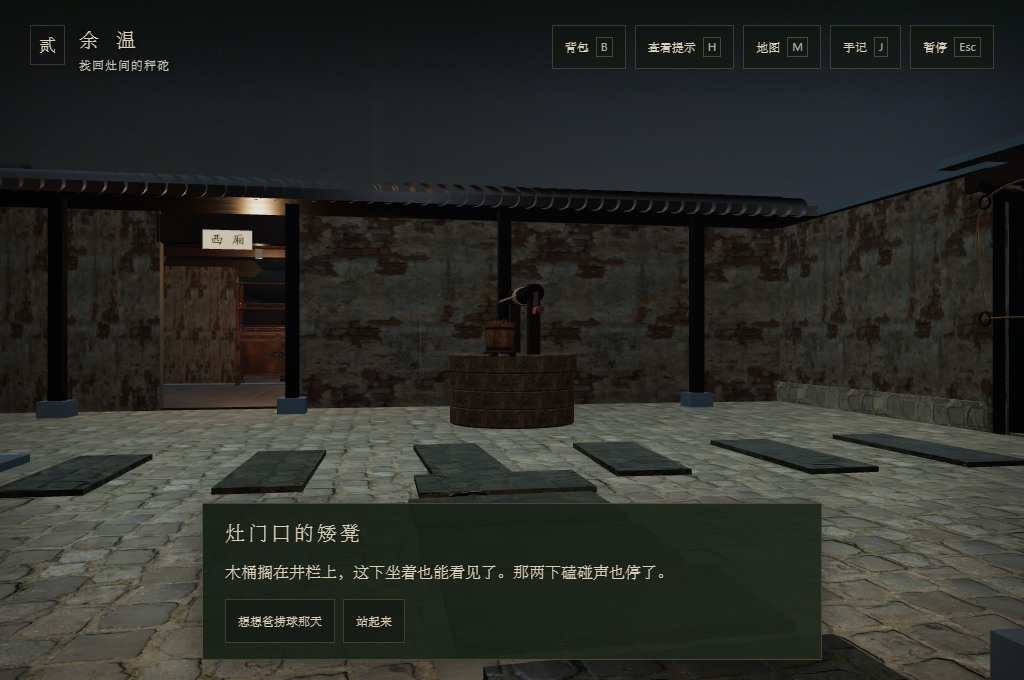 贰
余温
找回灶间的秤砣
背包 B
查看提示 H
地图 M
手记 J
暂停 Esc
西厢
灶门口的矮凳
木桶搁在井栏上，这下坐着也能看见了。那两下磕碰声也停了。
想想爸捞球那天
站起来